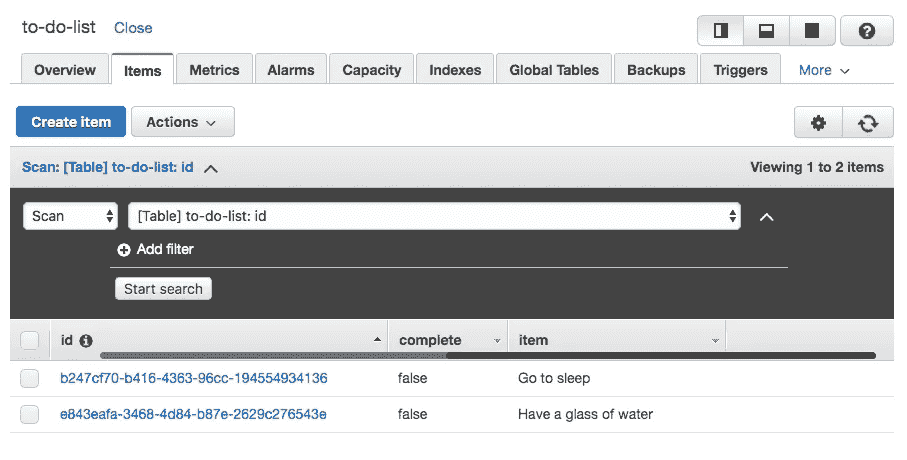 to-do-list Close
Overview Items Metrics Alarms Capacity Indexes Global Tables Backups Triggers More
Create item Actions
Scan: [Table] to-do-list: id Viewing 1 to 2 items
Scan [Table] to-do-list: id
Add filter
Start search
id complete item
b247cf70-b416-4363-96cc-194554934136 false Go to sleep
e843eafa-3468-4d84-b87e-2629c276543e false Have a glass of water